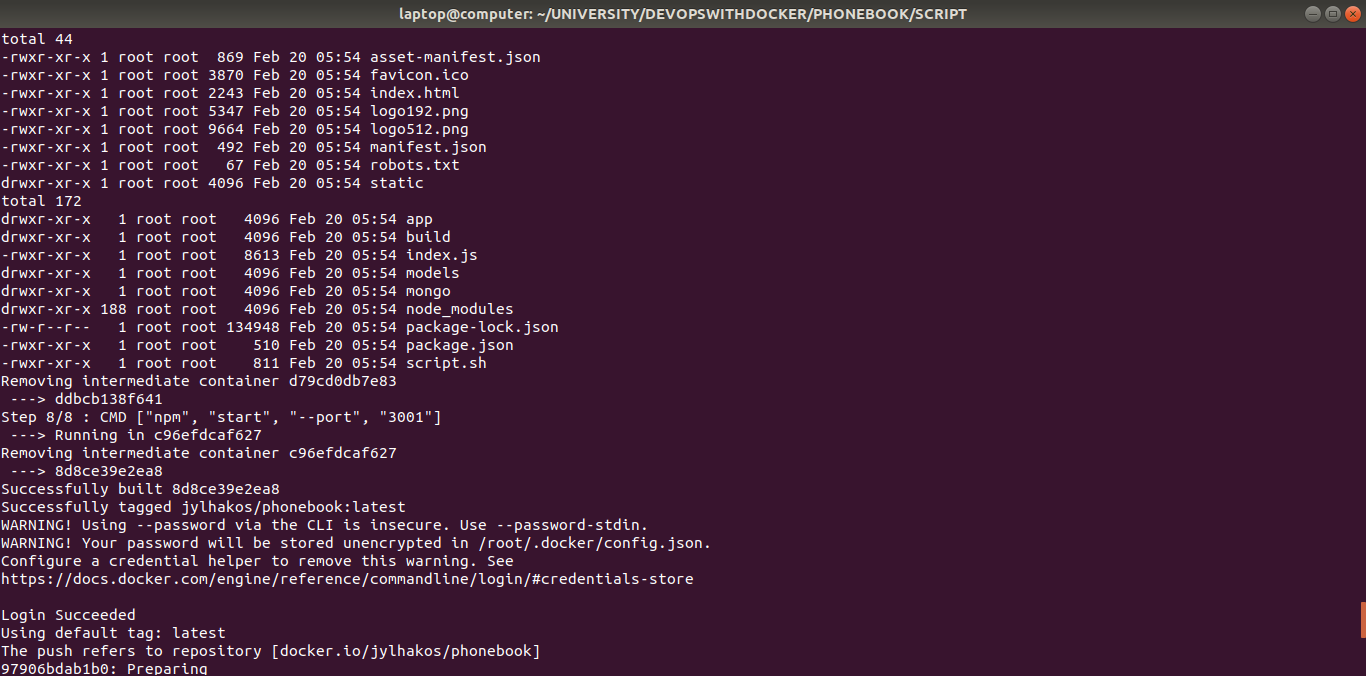 laptop@computer: ~/UNIVERSITY/DEVOPSWITHDOCKER/PHONEBOOK/SCRIPT
total 44
-rwxr-xr-x 1 root root  869 Feb 20 05:54 asset-manifest.json
-rwxr-xr-x 1 root root 3870 Feb 20 05:54 favicon.ico
-rwxr-xr-x 1 root root 2243 Feb 20 05:54 index.html
-rwxr-xr-x 1 root root 5347 Feb 20 05:54 logo192.png
-rwxr-xr-x 1 root root 9664 Feb 20 05:54 logo512.png
-rwxr-xr-x 1 root root  492 Feb 20 05:54 manifest.json
-rwxr-xr-x 1 root root   67 Feb 20 05:54 robots.txt
drwxr-xr-x 1 root root 4096 Feb 20 05:54 static
total 172
drwxr-xr-x   1 root root   4096 Feb 20 05:54 app
drwxr-xr-x   1 root root   4096 Feb 20 05:54 build
-rwxr-xr-x   1 root root   8613 Feb 20 05:54 index.js
drwxr-xr-x   1 root root   4096 Feb 20 05:54 models
drwxr-xr-x   1 root root   4096 Feb 20 05:54 mongo
drwxr-xr-x 188 root root   4096 Feb 20 05:54 node_modules
-rw-r--r--   1 root root 134948 Feb 20 05:54 package-lock.json
-rwxr-xr-x   1 root root    510 Feb 20 05:54 package.json
-rwxr-xr-x   1 root root    811 Feb 20 05:54 script.sh
Removing intermediate container d79cd0db7e83
 ---> ddbcb138f641
Step 8/8 : CMD ["npm", "start", "--port", "3001"]
 ---> Running in c96efdcaf627
Removing intermediate container c96efdcaf627
 ---> 8d8ce39e2ea8
Successfully built 8d8ce39e2ea8
Successfully tagged jylhakos/phonebook:latest
WARNING! Using --password via the CLI is insecure. Use --password-stdin.
WARNING! Your password will be stored unencrypted in /root/.docker/config.json.
Configure a credential helper to remove this warning. See
https://docs.docker.com/engine/reference/commandline/login/#credentials-store

Login Succeeded
Using default tag: latest
The push refers to repository [docker.io/jylhakos/phonebook]
97906bdab1b0: Preparing